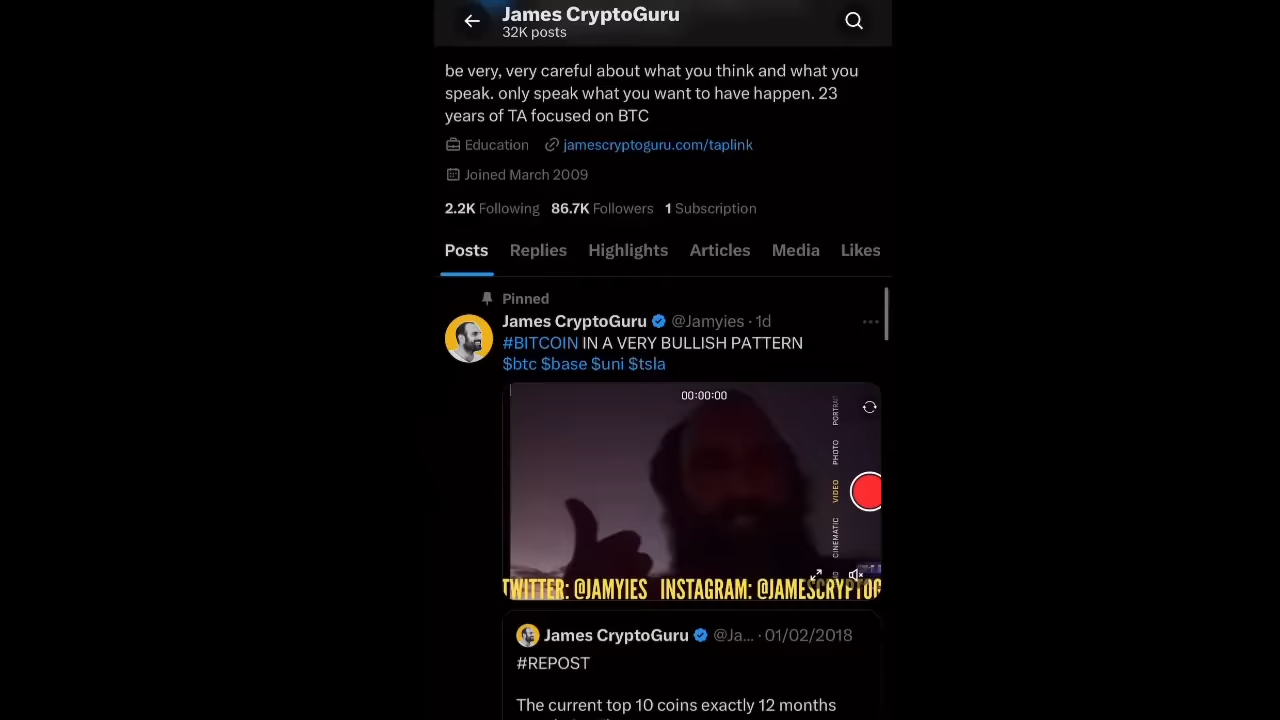 James CryptoGuru
32K posts
be very, very careful about what you think and what you
speak. only speak what you want to have happen. 23
years of TA focused on BTC
Education jamescryptoguru.com/taplink
Joined March 2009
2.2K Following 86.7K Followers 1 Subscription
Posts Replies Highlights Articles Media Likes
Pinned
James CryptoGuru @Jamyies · 1d
#BITCOIN IN A VERY BULLISH PATTERN
$btc $base $uni $tsla
00:00:00
PHOTO
VIDEO
CINEMATIC
TWITTER: @JAMYIES INSTAGRAM: @JAMESCRYPTOG
James CryptoGuru @Ja... · 01/02/2018
#REPOST
The current top 10 coins exactly 12 months